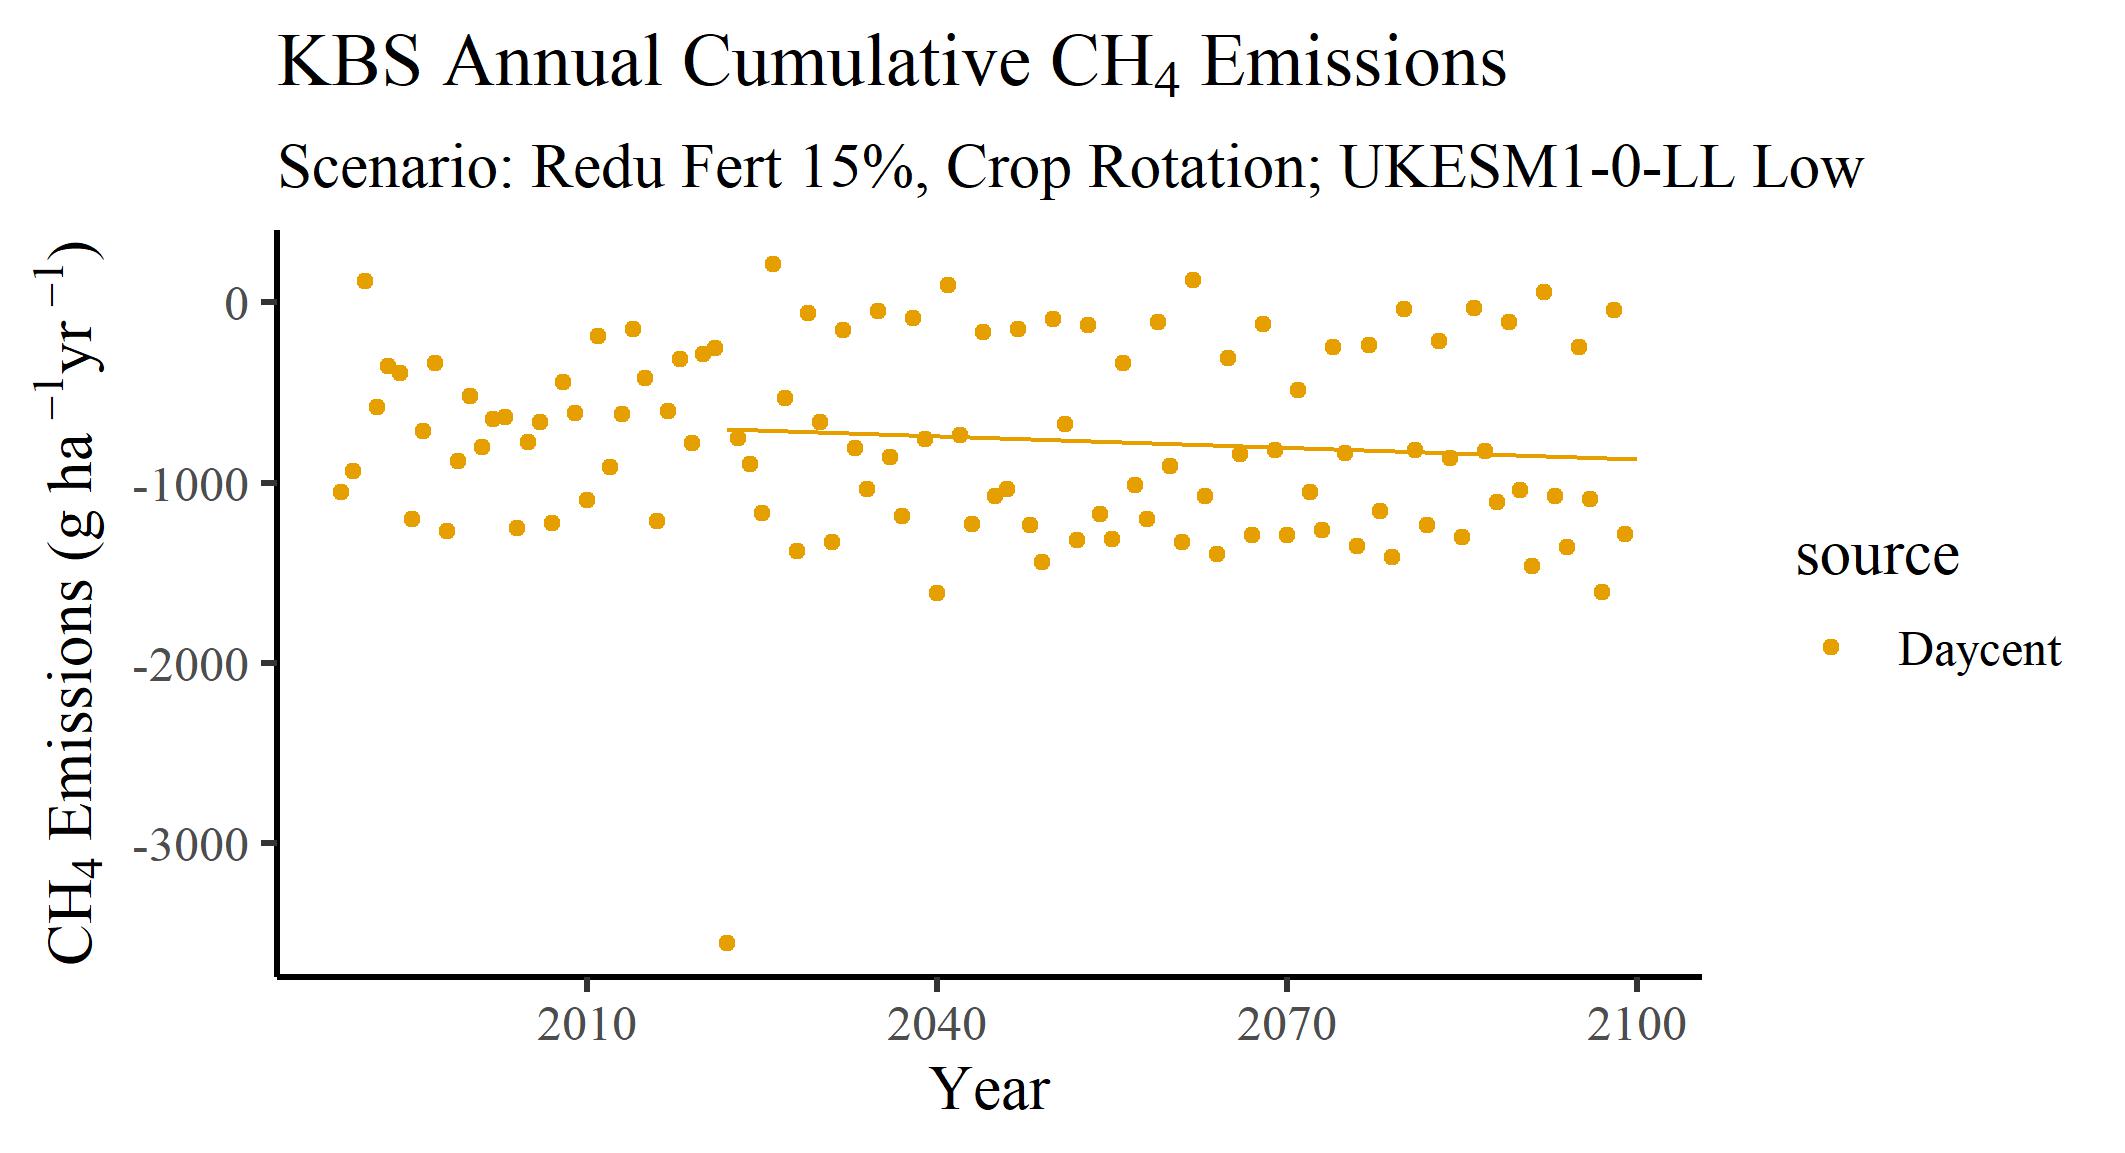 KBS Annual Cumulative CH₄ Emissions
Scenario: Redu Fert 15%, Crop Rotation; UKESM1-0-LL Low
CH₄ Emissions (g ha ⁻¹yr ⁻¹)
0
-1000
-2000
-3000
2010 2040 2070 2100
Year
source
Daycent